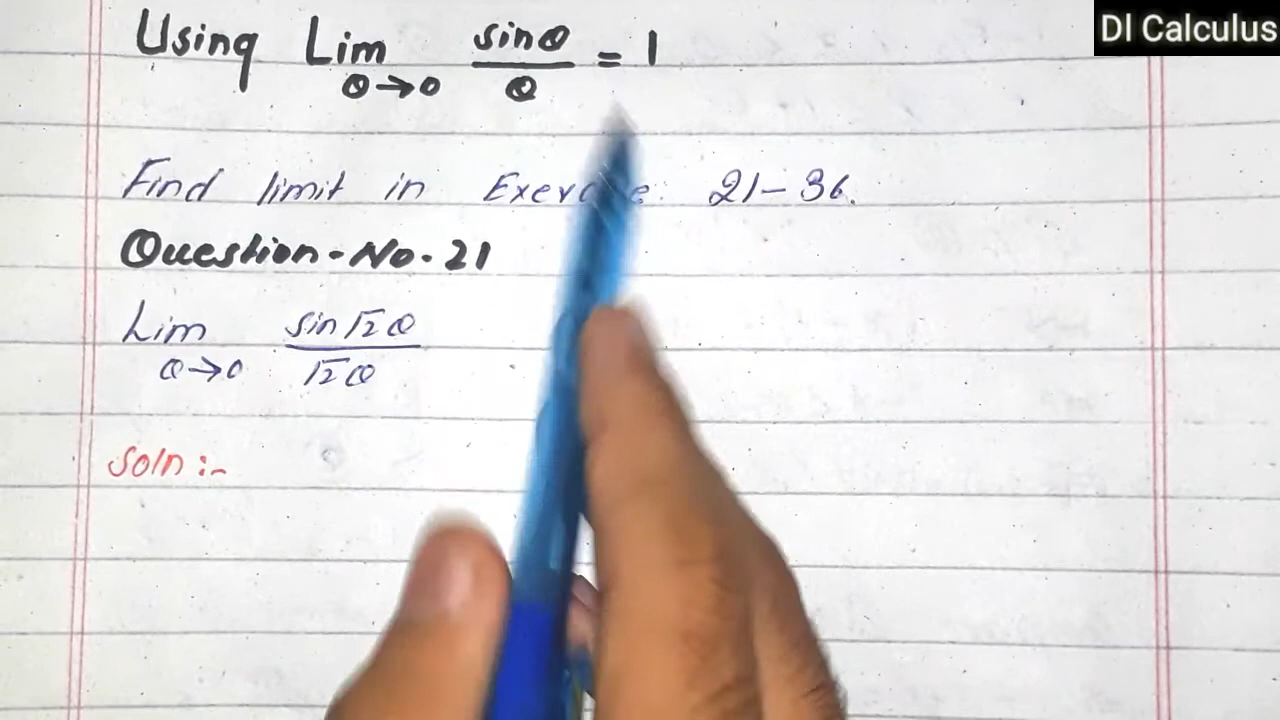 DI Calculus
Using Lim sinθ/θ = 1
θ→0
Find limit in 21-36.
Question.No.21
Lim sin√2θ/√2θ
θ→0
Soln:-